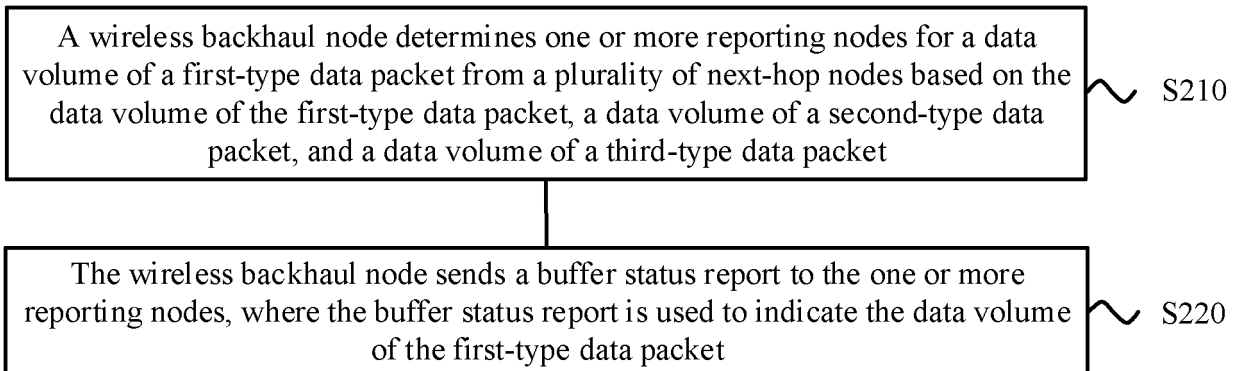 A wireless backhaul node determines one or more reporting nodes for a data
volume of a first-type data packet from a plurality of next-hop nodes based on the
data volume of the first-type data packet, a data volume of a second-type data
packet, and a data volume of a third-type data packet
S210
The wireless backhaul node sends a buffer status report to the one or more
reporting nodes, where the buffer status report is used to indicate the data volume
of the first-type data packet
S220